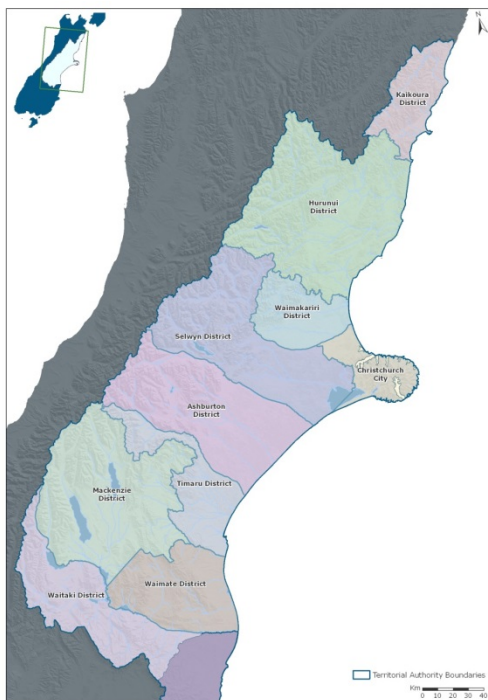 N
Kaikoura
District
Hurunui
District
Waimakariri
District
Selwyn District
Christchurch
City
Ashburton
District
Timaru District
Mackenzie
District
Waimate District
Waitaki District
Territorial Authority Boundaries
Km
0 10 20 30 40